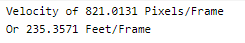 Velocity of 821.0131 Pixels/Frame
Or 235.3571 Feet/Frame